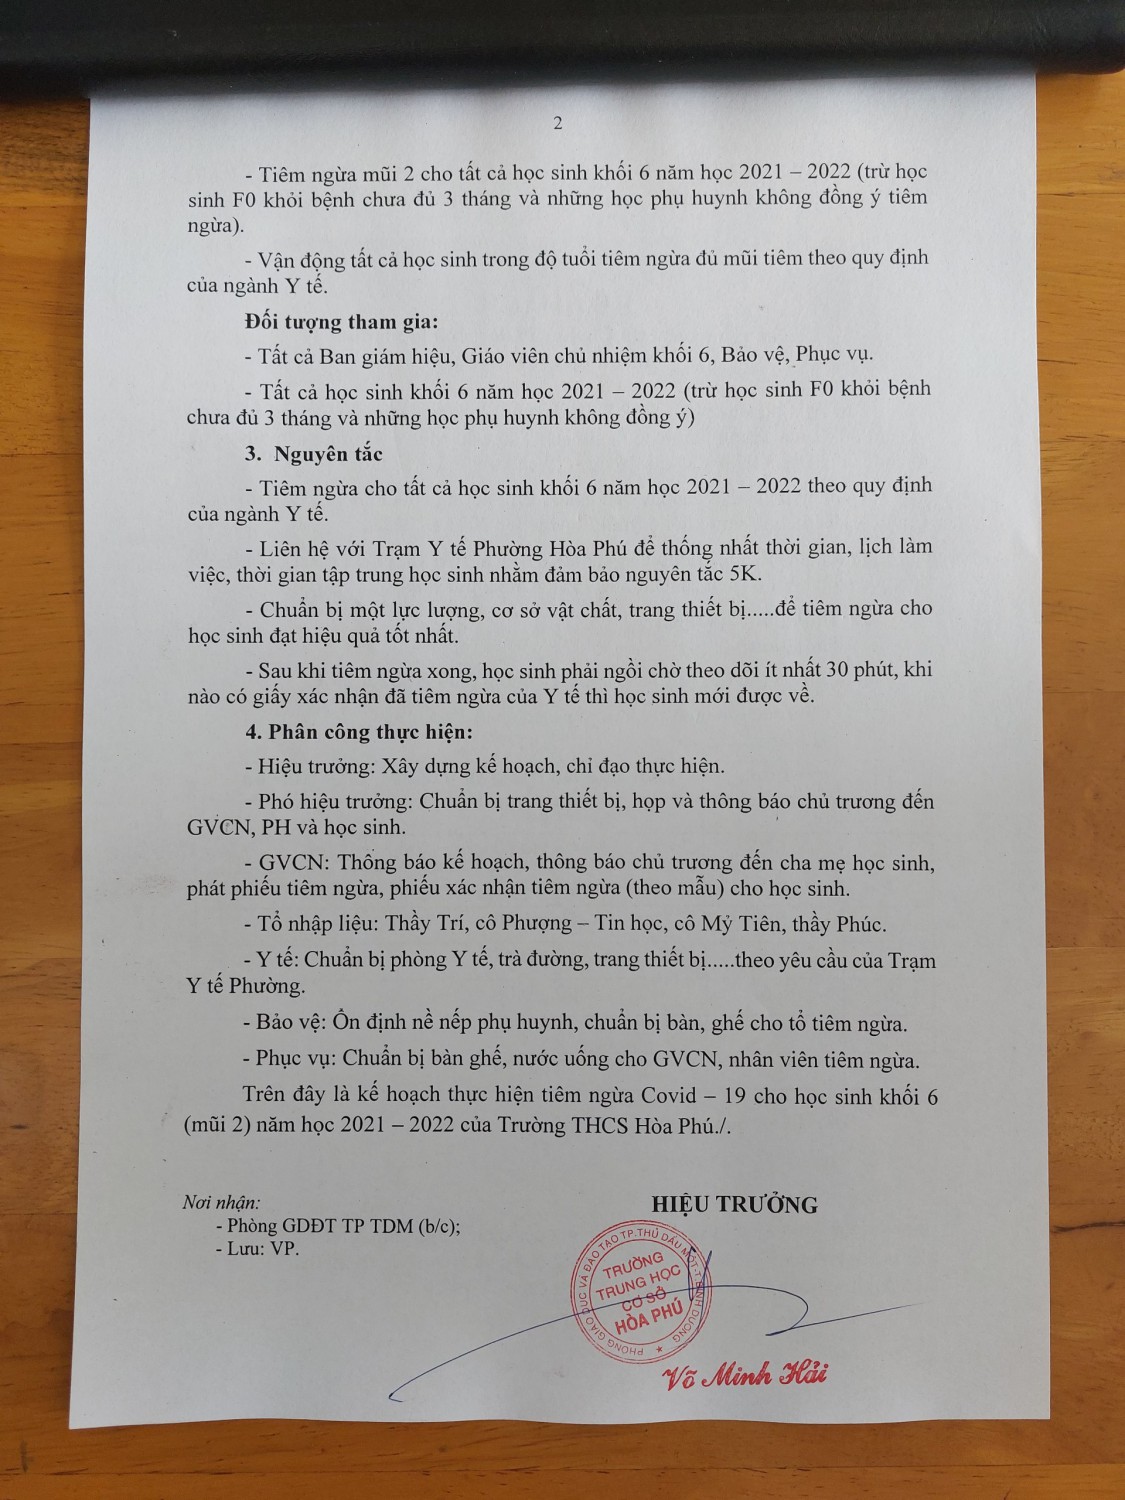 2
- Tiêm ngừa mũi 2 cho tất cả học sinh khối 6 năm học 2021 – 2022 (trừ học
sinh F0 khỏi bệnh chưa đủ 3 tháng và những học phụ huynh không đồng ý tiêm
ngừa).
- Vận động tất cả học sinh trong độ tuổi tiêm ngừa đủ mũi tiêm theo quy định
của ngành Y tế.
Đối tượng tham gia:
- Tất cả Ban giám hiệu, Giáo viên chủ nhiệm khối 6, Bảo vệ, Phục vụ.
- Tất cả học sinh khối 6 năm học 2021 – 2022 (trừ học sinh F0 khỏi bệnh
chưa đủ 3 tháng và những học phụ huynh không đồng ý)
3. Nguyên tắc
- Tiêm ngừa cho tất cả học sinh khối 6 năm học 2021 – 2022 theo quy định
của ngành Y tế.
- Liên hệ với Trạm Y tế Phường Hòa Phú để thống nhất thời gian, lịch làm
việc, thời gian tập trung học sinh nhằm đảm bảo nguyên tắc 5K.
- Chuẩn bị một lực lượng, cơ sở vật chất, trang thiết bị.....để tiêm ngừa cho
học sinh đạt hiệu quả tốt nhất.
- Sau khi tiêm ngừa xong, học sinh phải ngồi chờ theo dõi ít nhất 30 phút, khi
nào có giấy xác nhận đã tiêm ngừa của Y tế thì học sinh mới được về.
4. Phân công thực hiện:
- Hiệu trưởng: Xây dựng kế hoạch, chỉ đạo thực hiện.
- Phó hiệu trưởng: Chuẩn bị trang thiết bị, họp và thông báo chủ trương đến
GVCN, PH và học sinh.
- GVCN: Thông báo kế hoạch, thông báo chủ trương đến cha mẹ học sinh,
phát phiếu tiêm ngừa, phiếu xác nhận tiêm ngừa (theo mẫu) cho học sinh.
- Tổ nhập liệu: Thầy Trí, cô Phượng – Tin học, cô Mỷ Tiên, thầy Phúc.
- Y tế: Chuẩn bị phòng Y tế, trà đường, trang thiết bị.....theo yêu cầu của Trạm
Y tế Phường.
- Bảo vệ: Ôn định nề nếp phụ huynh, chuẩn bị bàn, ghế cho tổ tiêm ngừa.
- Phục vụ: Chuẩn bị bàn ghế, nước uống cho GVCN, nhân viên tiêm ngừa.
Trên đây là kế hoạch thực hiện tiêm ngừa Covid – 19 cho học sinh khối 6
(mũi 2) năm học 2021 – 2022 của Trường THCS Hòa Phú./.
Nơi nhận:
- Phòng GDĐT TP TDM (b/c);
- Lưu: VP.
HIỆU TRƯỞNG
PHÒNG GIÁO DỤC VÀ ĐÀO TẠO TP.THỦ DẦU MỘT-T.BÌNH DƯƠNG
TRƯỜNG
TRUNG HỌC
CƠ SỞ
HÒA PHÚ
Võ Minh Hải